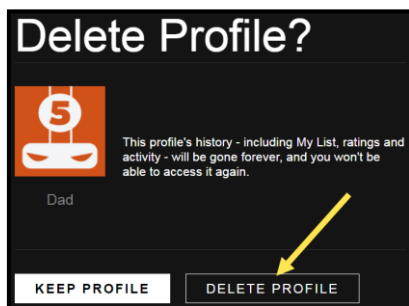 Delete Profile?
5
This profile's history - including My List, ratings and
activity - will be gone forever, and you won't be
able to access it again.
Dad
KEEP PROFILE
DELETE PROFILE